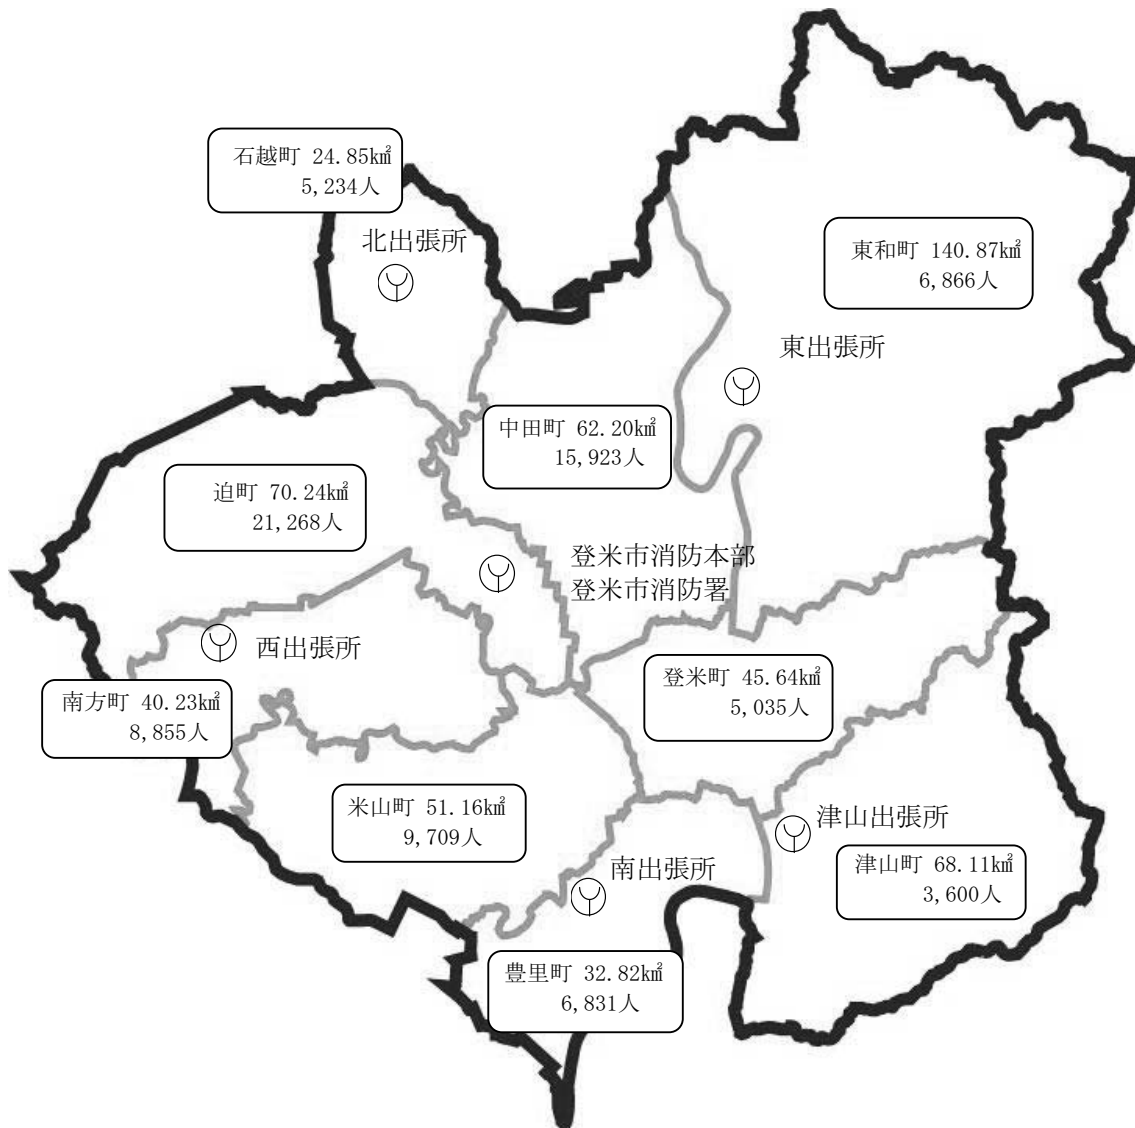 石越町 24.85k㎡
5,234人
北出張所
東和町 140.87k㎡
6,866人
東出張所
中田町 62.20k㎡
15,923人
迫町 70.24k㎡
21,268人
登米市消防本部
登米市消防署
西出張所
登米町 45.64k㎡
5,035人
南方町 40.23k㎡
8,855人
米山町 51.16k㎡
9,709人
津山出張所
津山町 68.11k㎡
3,600人
南出張所
豊里町 32.82k㎡
6,831人